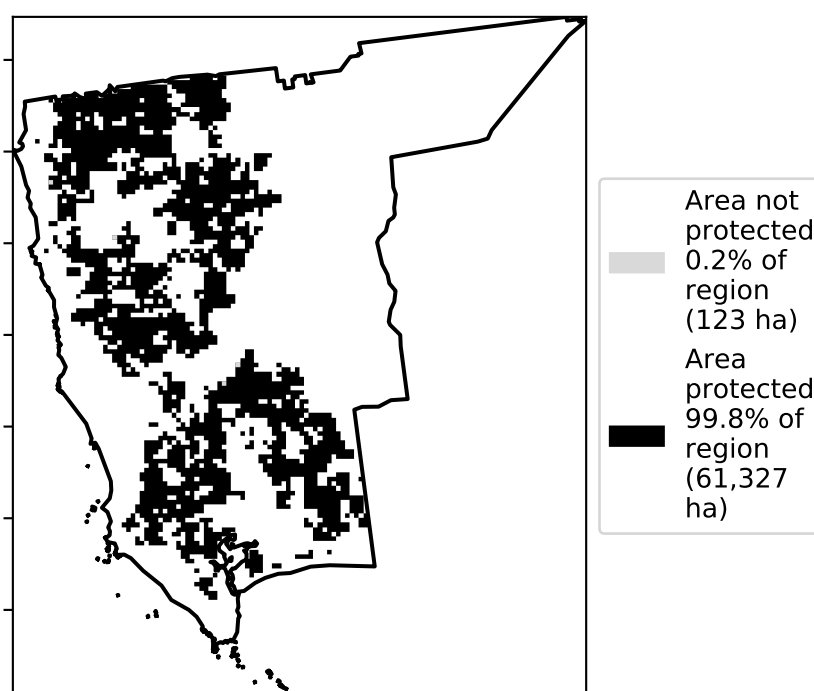 Area not
protected
0.2% of
region
(123 ha)
Area
protected
99.8% of
region
(61,327
ha)